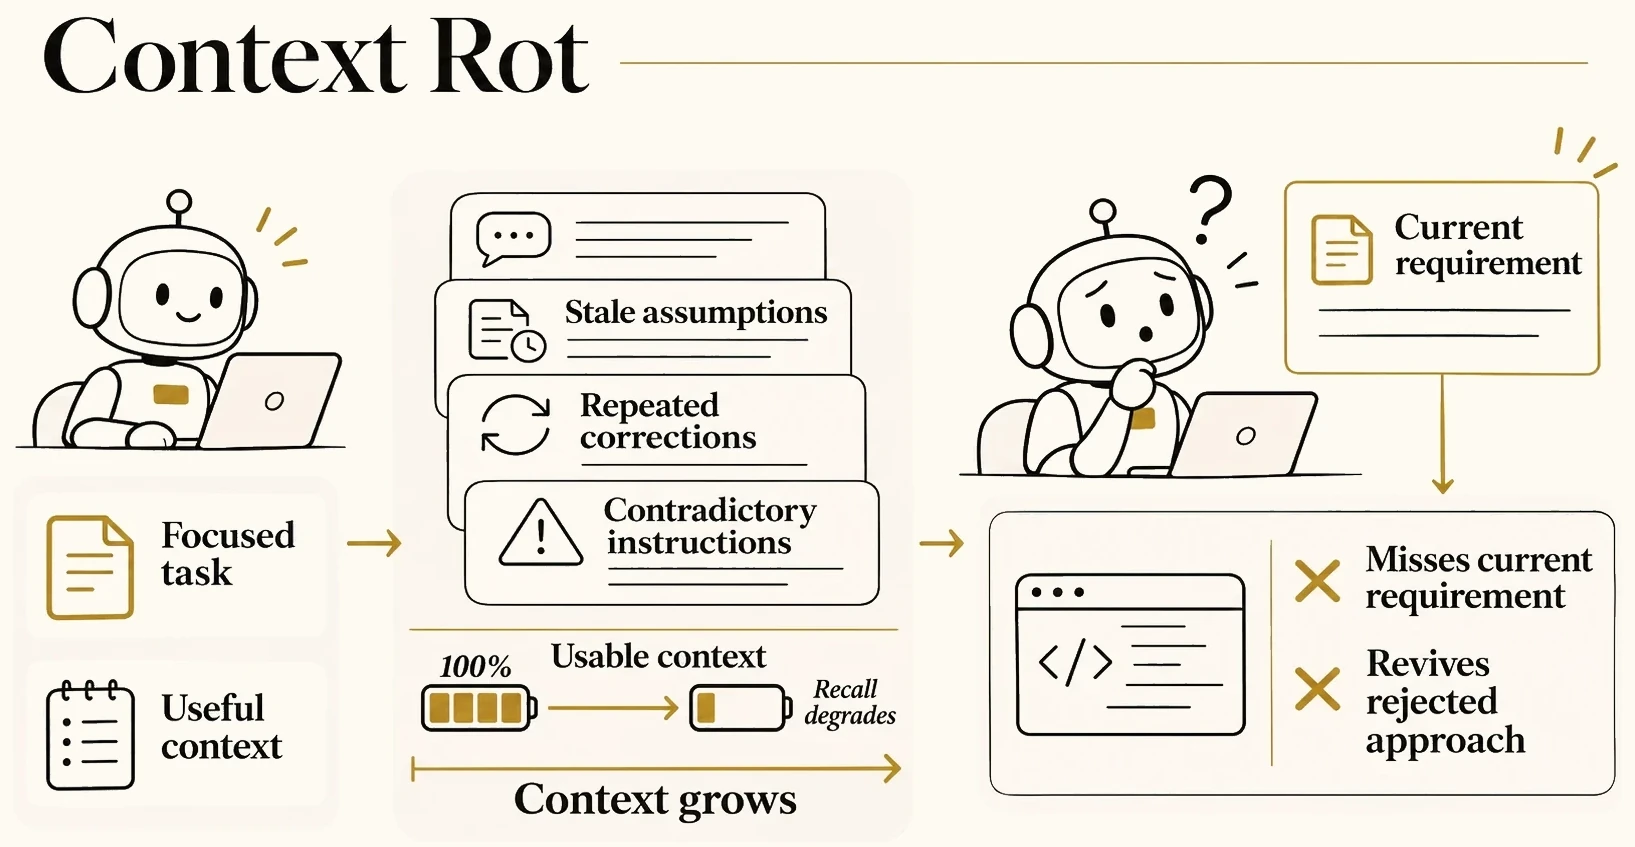 Context Rot
Focused
task
Useful
context
Stale assumptions
Repeated
corrections
Contradictory
instructions
Usable context
100%
Recall
degrades
Context grows
?
Current
requirement
</>
Misses current
requirement
Revives
rejected
approach